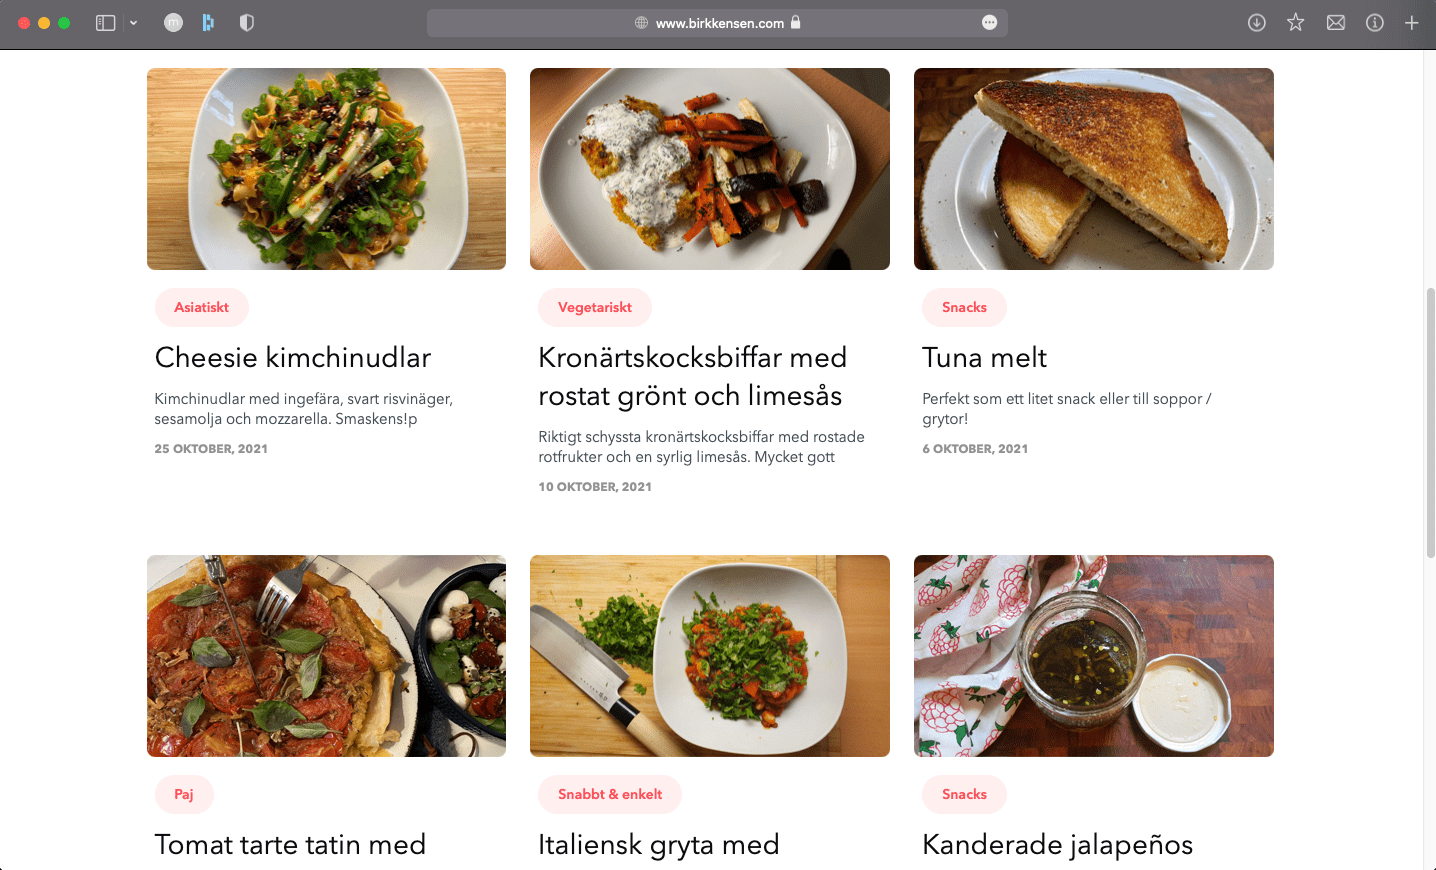 www.birkkensen.com
Asiatiskt
Cheesie kimchinudlar
Kimchinudlar med ingefära, svart risvinäger,
sesamolja och mozzarella. Smaskens!p
25 OKTOBER, 2021
Vegetariskt
Kronärtskocksbiffar med
rostat grönt och limesås
Riktigt schyssta kronärtskocksbiffar med rostade
rotfrukter och en syrlig limesås. Mycket gott
10 OKTOBER, 2021
Snacks
Tuna melt
Perfekt som ett litet snack eller till soppor /
grytor!
6 OKTOBER, 2021
Paj
Tomat tarte tatin med
Snabbt & enkelt
Italiensk gryta med
Snacks
Kanderade jalapeños